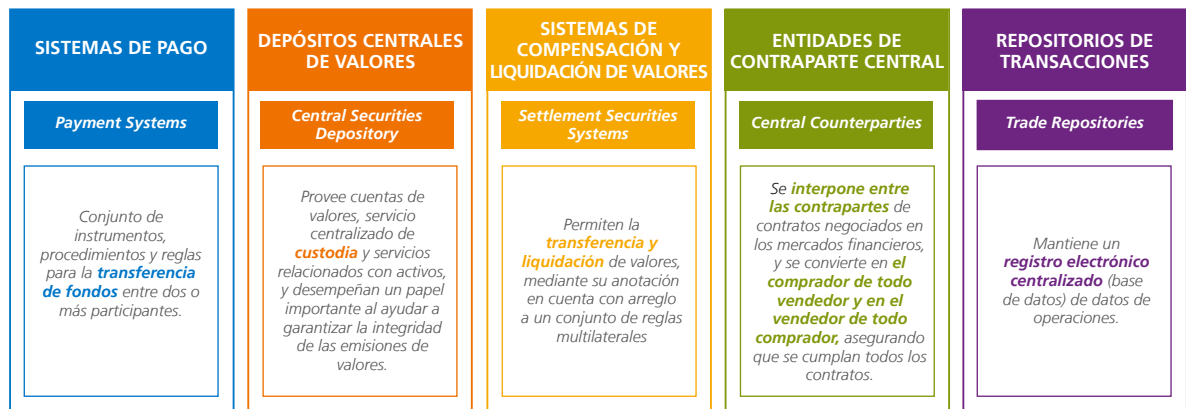 SISTEMAS DE PAGO
Payment Systems
Conjunto de
instrumentos,
procedimientos y reglas
para la transferencia
de fondos entre dos o
más participantes.
DEPÓSITOS CENTRALES
DE VALORES
Central Securities
Depository
Provee cuentas de
valores, servicio
centralizado de
custodia y servicios
relacionados con activos,
y desempeñan un papel
importante al ayudar a
garantizar la integridad
de las emisiones de
valores.
SISTEMAS DE
COMPENSACIÓN Y
LIQUIDACIÓN DE VALORES
Settlement Securities
Systems
Permiten la
transferencia y
liquidación de valores,
mediante su anotación
en cuenta con arreglo
a un conjunto de reglas
multilaterales
ENTIDADES DE
CONTRAPARTE CENTRAL
Central Counterparties
Se interpone entre
las contrapartes de
contratos negociados en
los mercados financieros,
y se convierte en el
comprador de todo
vendedor y en el
vendedor de todo
comprador, asegurando
que se cumplan todos los
contratos.
REPOSITORIOS DE
TRANSACCIONES
Trade Repositories
Mantiene un
registro electrónico
centralizado (base
de datos) de datos de
operaciones.